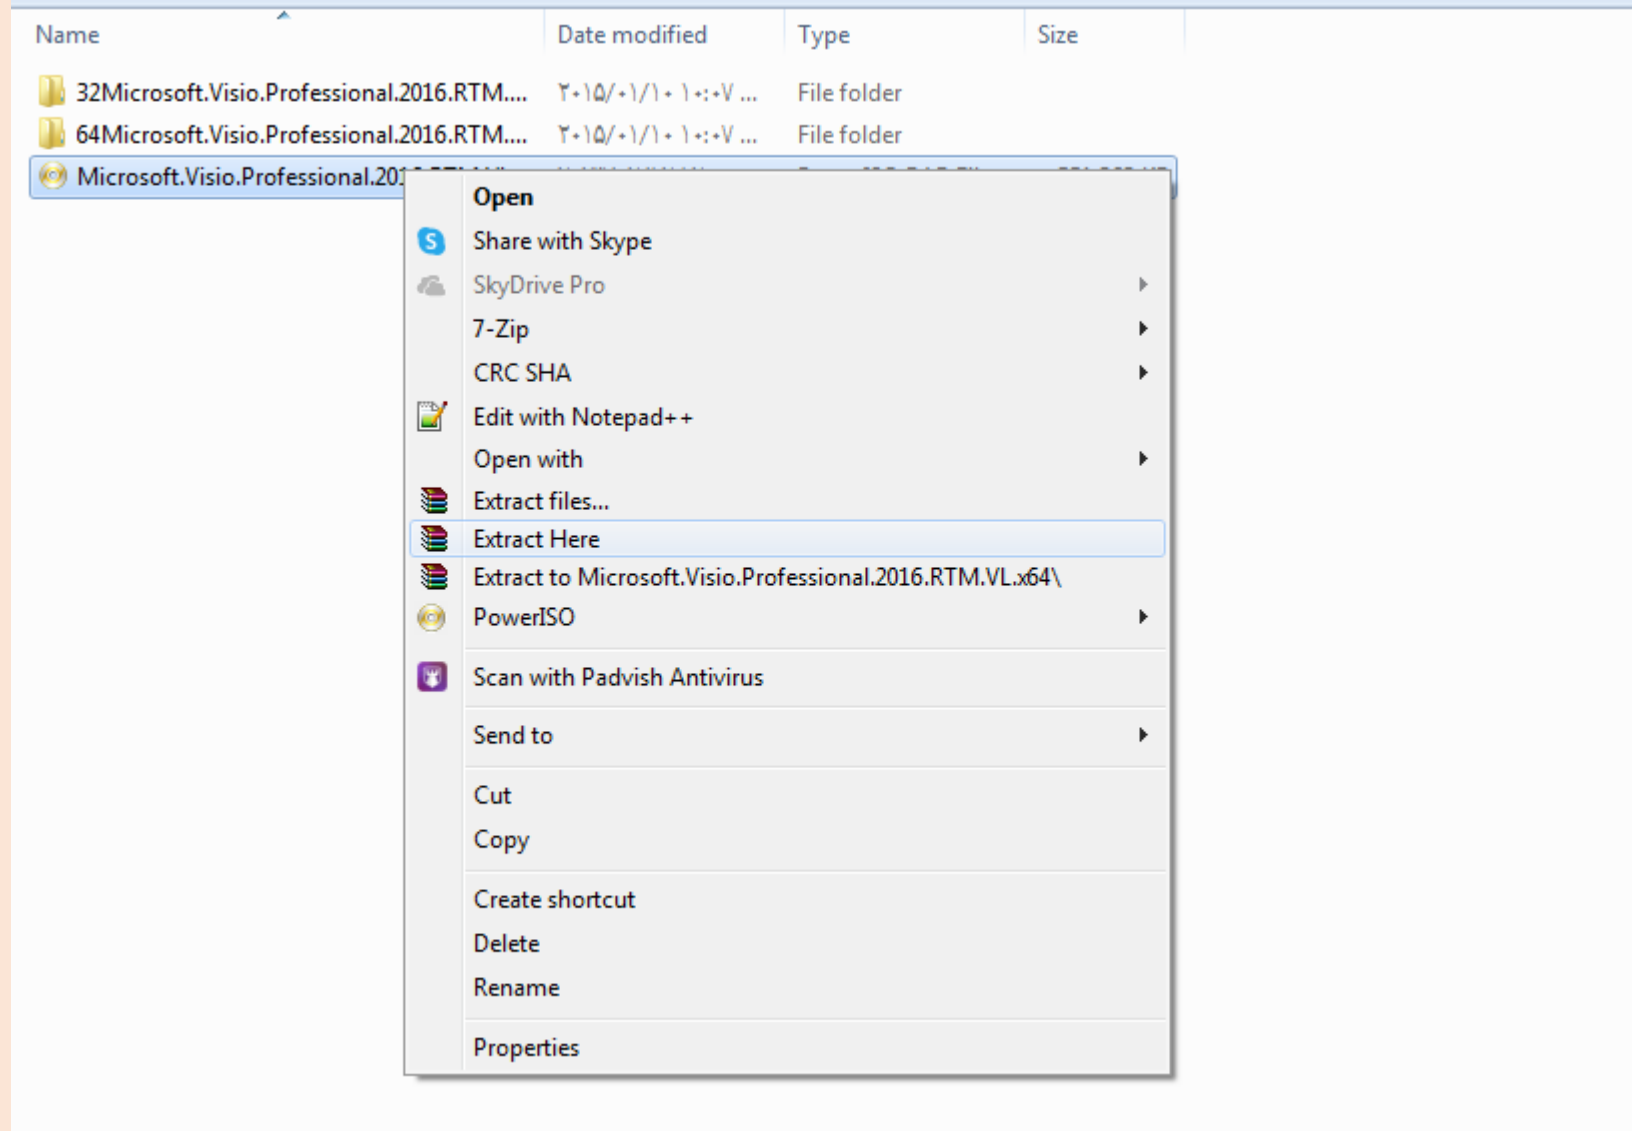 Name Date modified Type Size
32Microsoft.Visio.Professional.2016.RTM.... ۲۰۱۵/۰۱/۱۰ ۱۰:۰۷ ... File folder
64Microsoft.Visio.Professional.2016.RTM.... ۲۰۱۵/۰۱/۱۰ ۱۰:۰۷ ... File folder
Microsoft.Visio.Professional.2016.RTM.VL
Open
Share with Skype
SkyDrive Pro
7-Zip
CRC SHA
Edit with Notepad++
Open with
Extract files...
Extract Here
Extract to Microsoft.Visio.Professional.2016.RTM.VL.x64\
PowerISO
Scan with Padvish Antivirus
Send to
Cut
Copy
Create shortcut
Delete
Rename
Properties